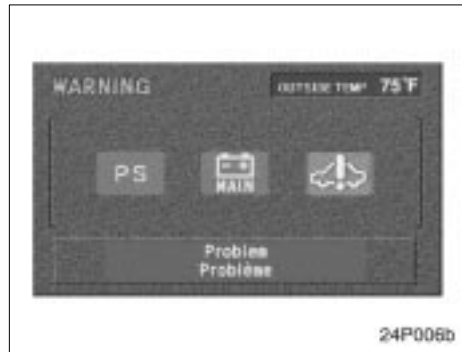 WARNING
OUTSIDE TEMP 75°F
PS
MAIN
Problem
Problème
24P006b